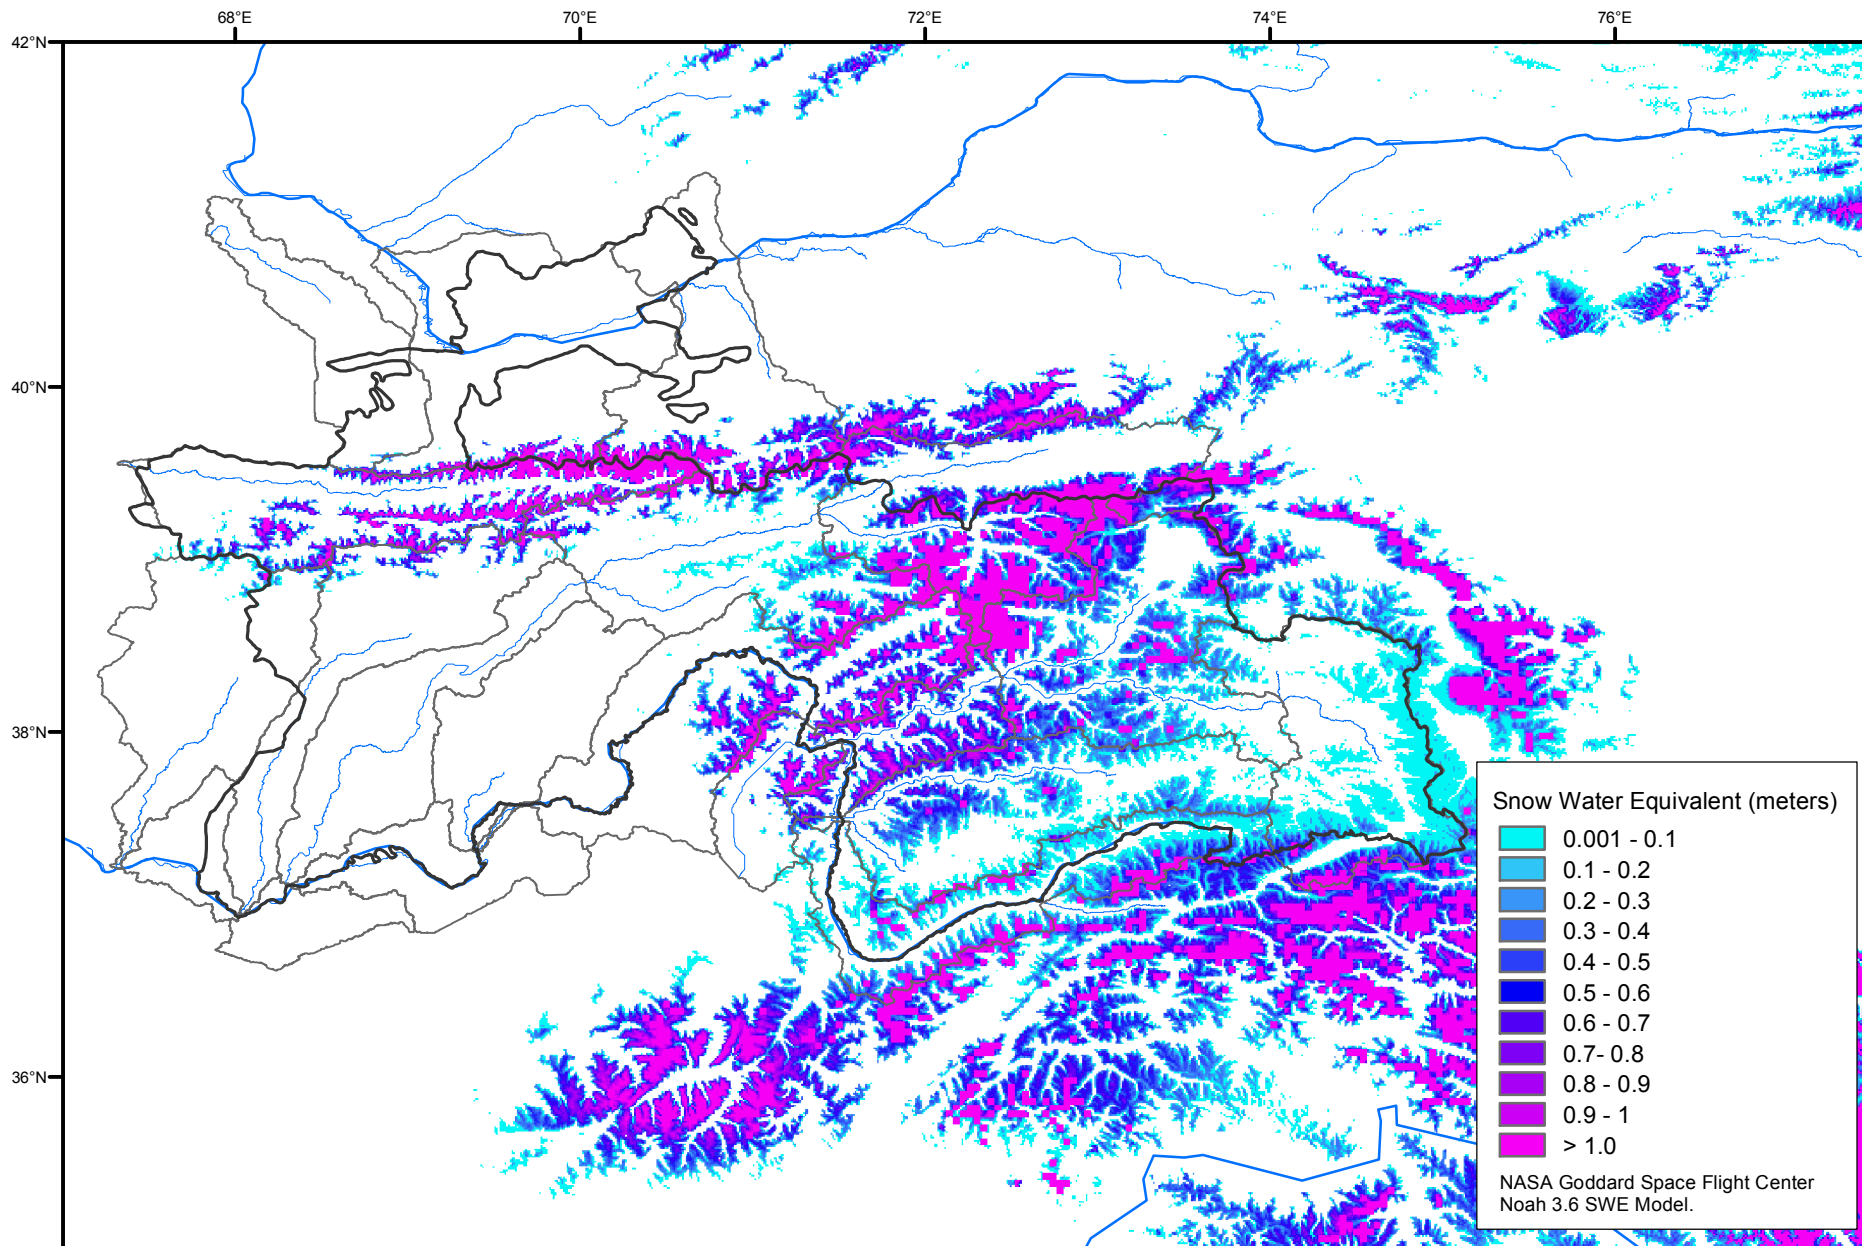 68°E 70°E 72°E 74°E 76°E
42°N
40°N
38°N
36°N
Snow Water Equivalent (meters)
0.001 - 0.1
0.1 - 0.2
0.2 - 0.3
0.3 - 0.4
0.4 - 0.5
0.5 - 0.6
0.6 - 0.7
0.7- 0.8
0.8 - 0.9
0.9 - 1
> 1.0
NASA Goddard Space Flight Center
Noah 3.6 SWE Model.